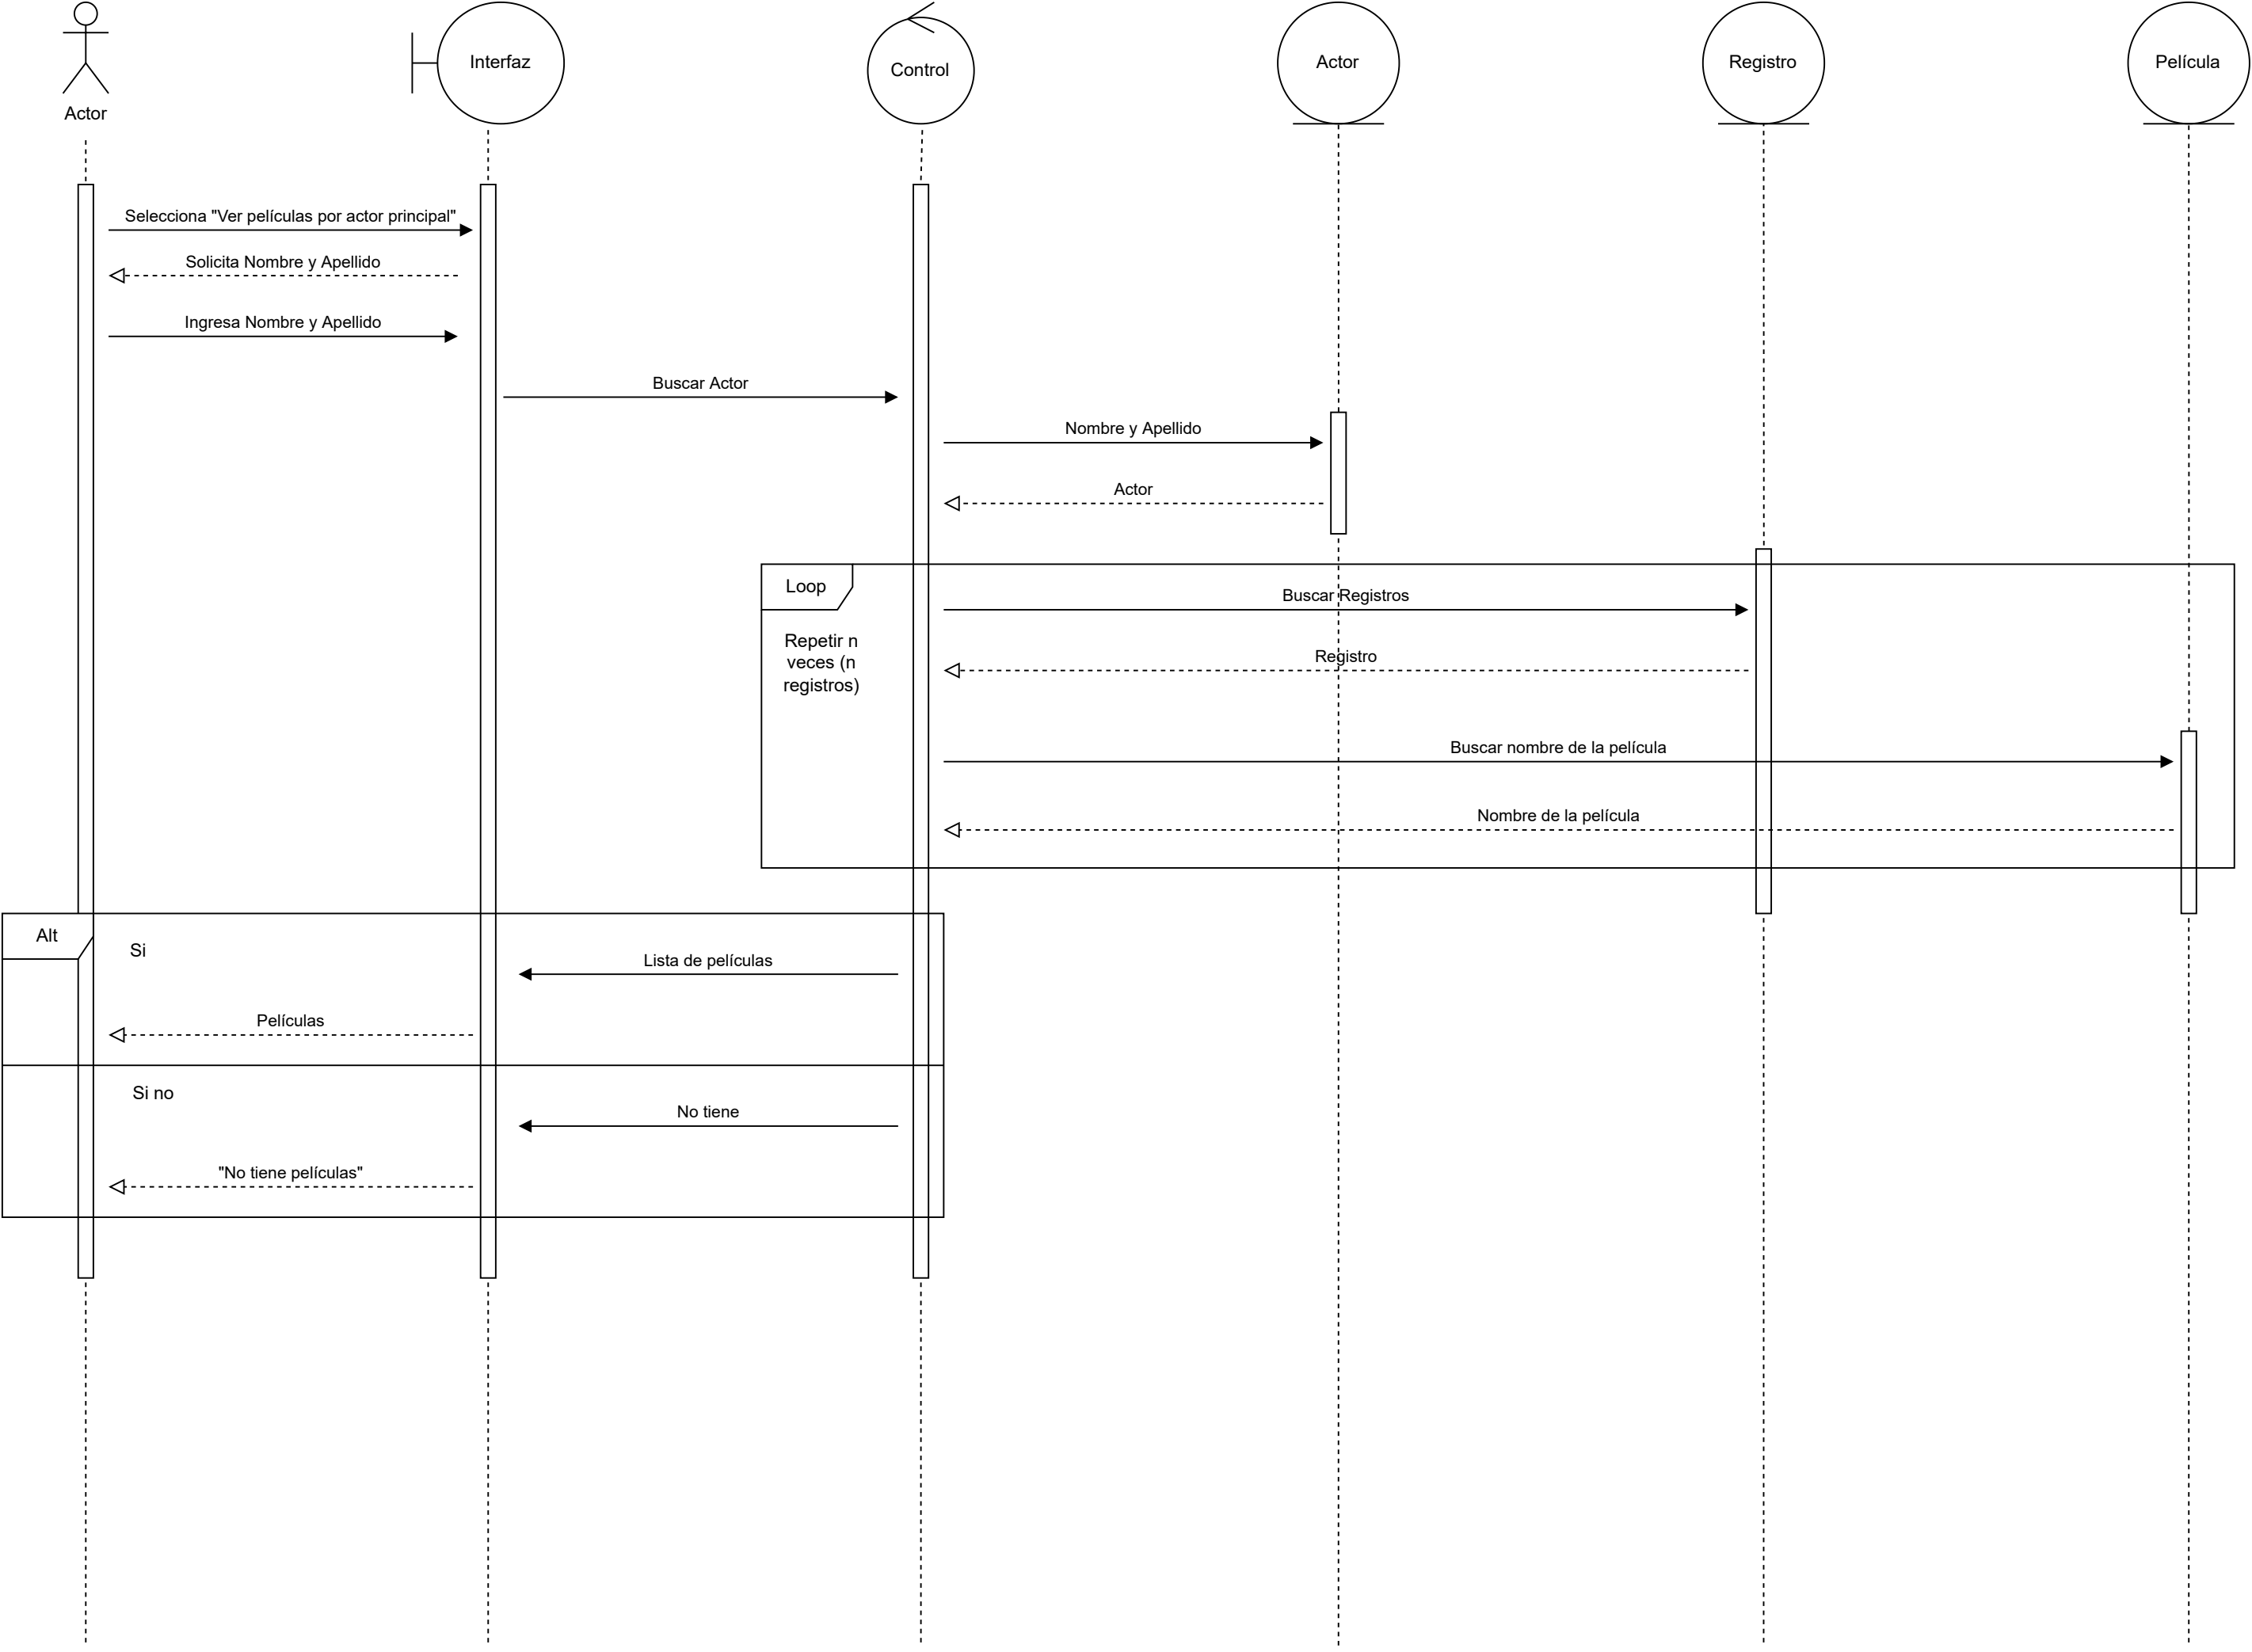 Actor
Interfaz
Control
Actor
Registro
Película
Selecciona "Ver películas por actor principal"
Solicita Nombre y Apellido
Ingresa Nombre y Apellido
Buscar Actor
Nombre y Apellido
Actor
Loop
Buscar Registros
Repetir n
veces (n
registros)
Registro
Buscar nombre de la película
Nombre de la película
Alt
Si
Lista de películas
Películas
Si no
No tiene
"No tiene películas"